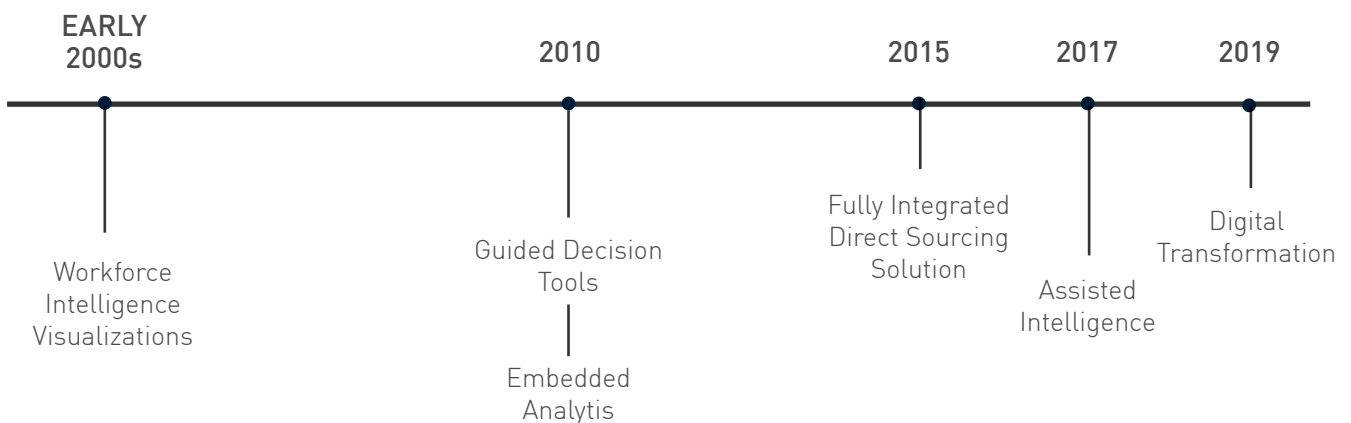 EARLY
2000s
2010
2015
2017
2019
Workforce
Intelligence
Visualizations
Guided Decision
Tools
Embedded
Analytis
Fully Integrated
Direct Sourcing
Solution
Assisted
Intelligence
Digital
Transformation